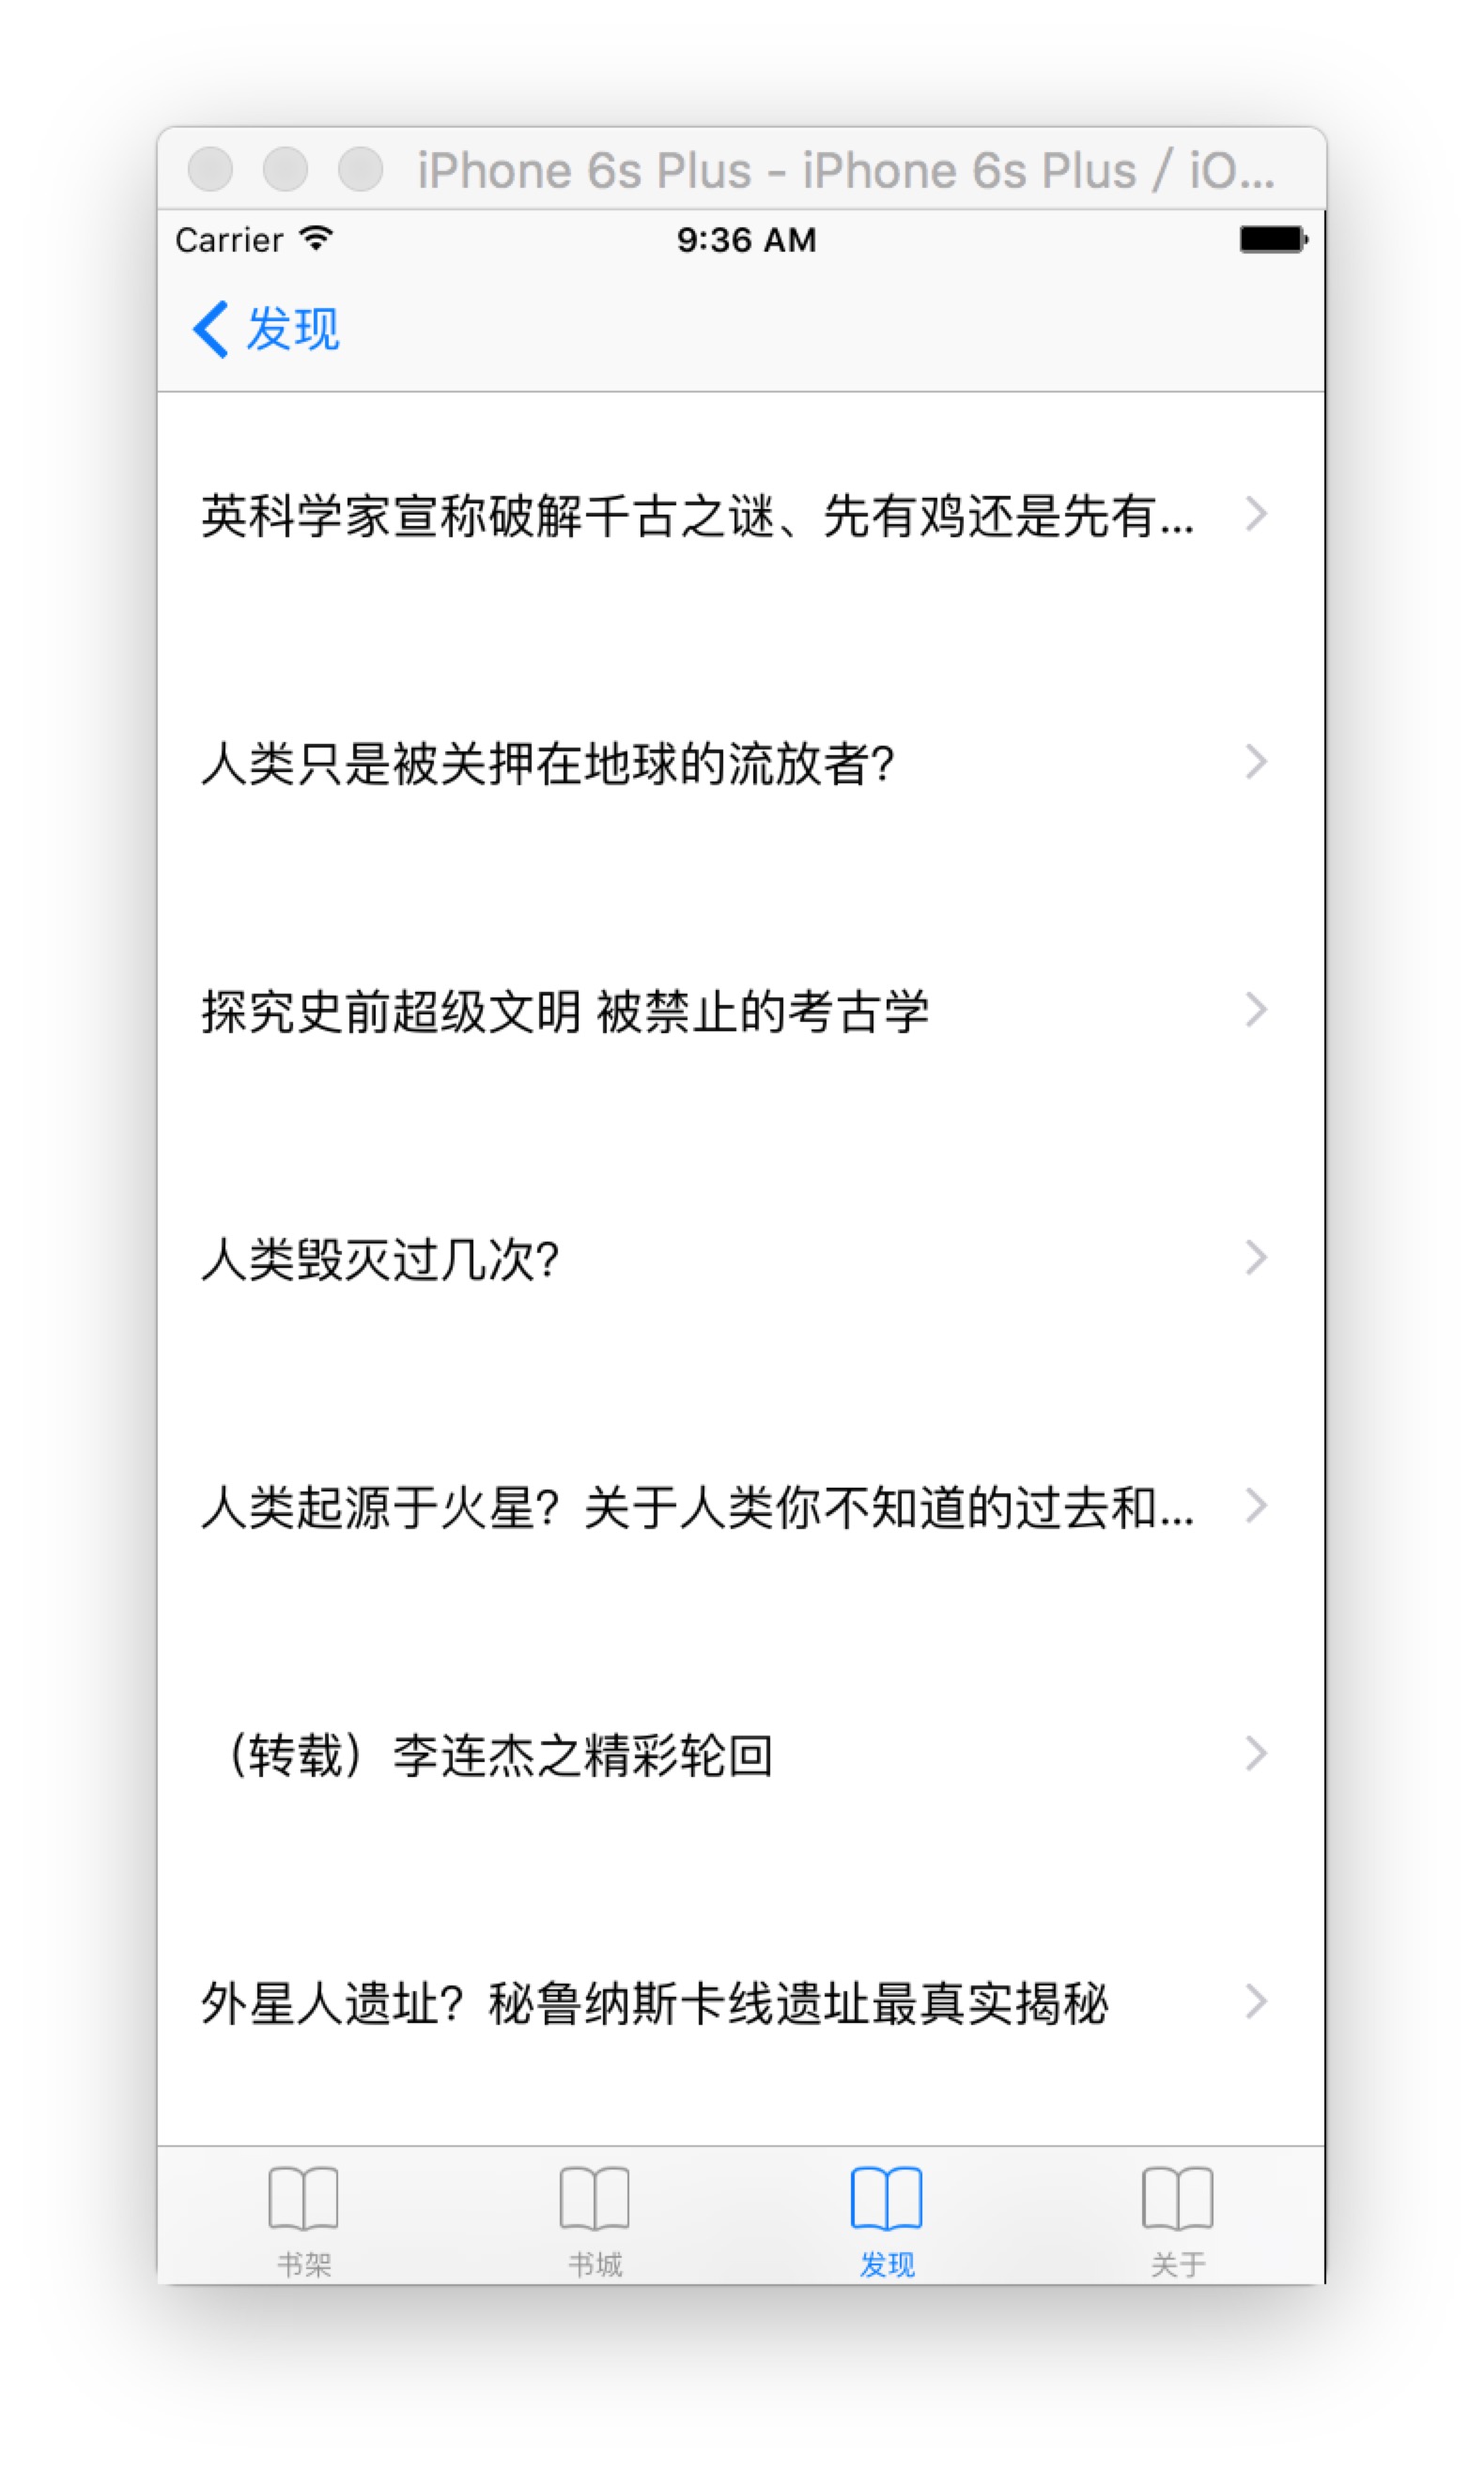 iPhone 6s Plus - iPhone 6s Plus / iO...
Carrier 9:36 AM
发现
英科学家宣称破解千古之谜、先有鸡还是先有...
人类只是被关押在地球的流放者?
探究史前超级文明 被禁止的考古学
人类毁灭过几次?
人类起源于火星？关于人类你不知道的过去和...
（转载）李连杰之精彩轮回
外星人遗址？秘鲁纳斯卡线遗址最真实揭秘
书架 书城 发现 关于